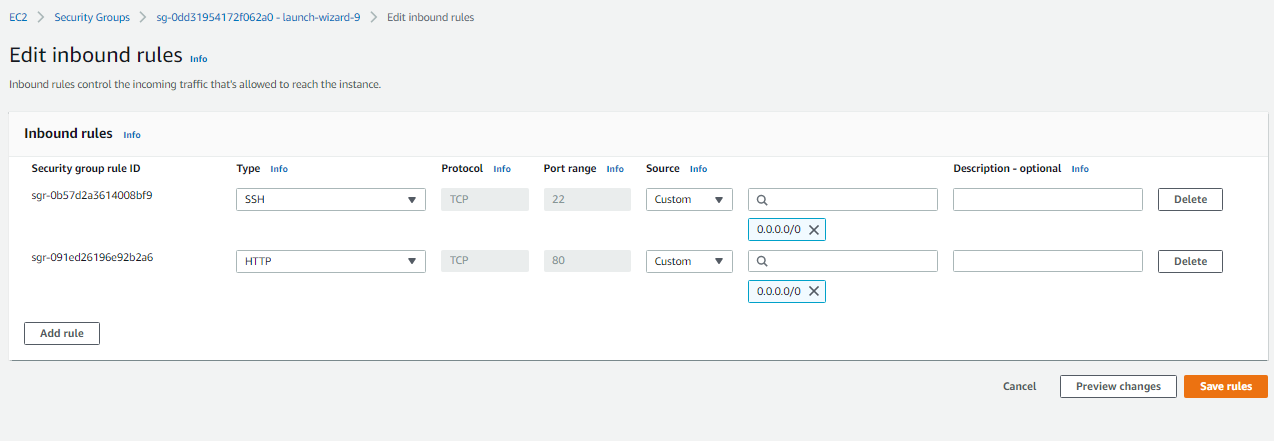 EC2 > Security Groups > sg-0dd31954172f062a0 - launch-wizard-9 > Edit inbound rules
Edit inbound rules Info
Inbound rules control the incoming traffic that's allowed to reach the instance.
Inbound rules Info
Security group rule ID Type Info Protocol Info Port range Info Source Info Description - optional Info
sgr-0b57d2a3614008bf9 SSH TCP 22 Custom Delete
0.0.0.0/0
sgr-091ed26196e92b2a6 HTTP TCP 80 Custom Delete
0.0.0.0/0
Add rule
Cancel Preview changes Save rules